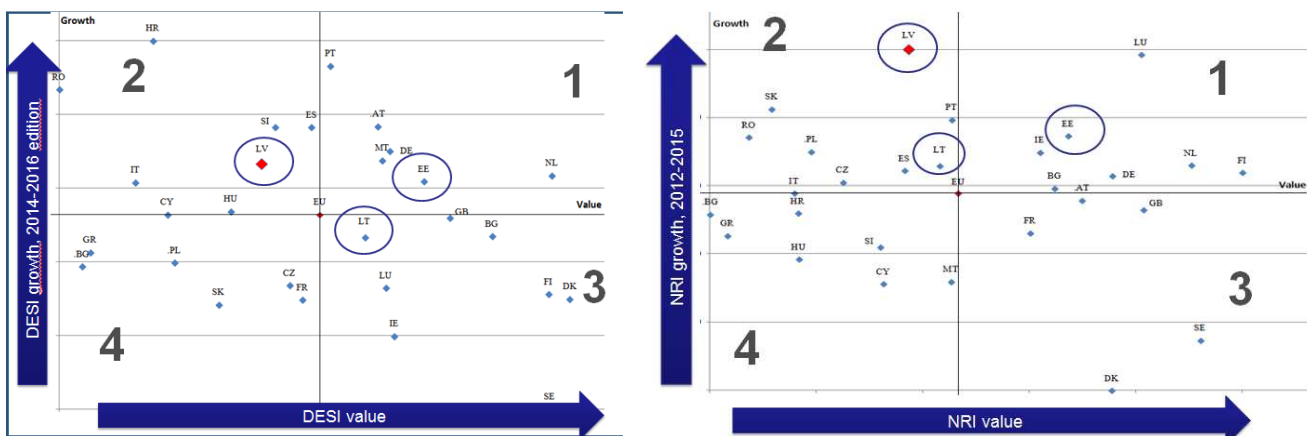 Growth
HR
PT
2
1
RO
SI
ES
.AT
LV
MT
DE
EE
NL
IT
CY
HU
EU
Value
LT
GB
BG
GR
.BG
.PL
CZ
FR
LU
SK
FI
DK
3
4
IE
SE
DESI growth, 2014-2016 edition
DESI value
Growth
2
LV
LU
1
SK
PT
RO
.PL
LT
EE
IE
CZ
ES
EU
BG
DE
NL
FI
Value
IT
.BG
HR
.AT
GB
GR
FR
HU
SI
CY
MT
3
4
SE
DK
NRI growth, 2012-2015
NRI value